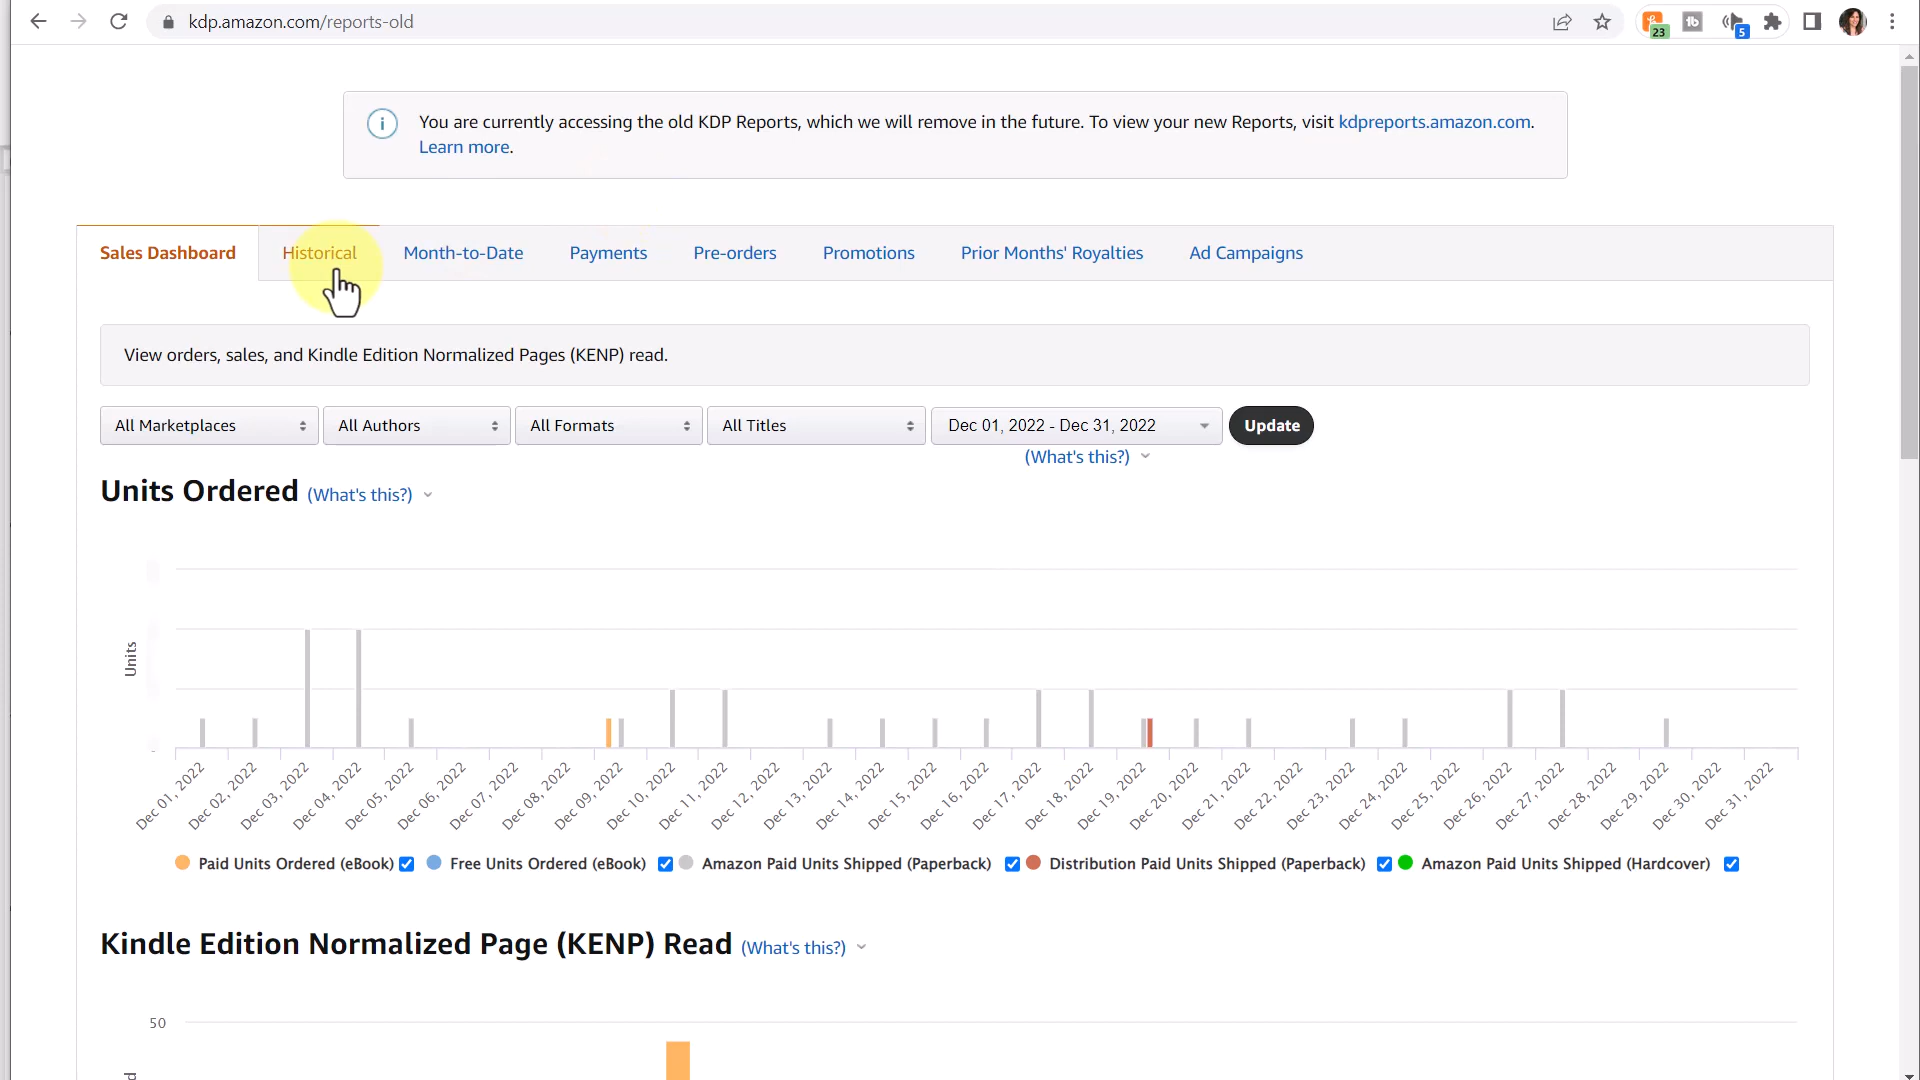 kdp.amazon.com/reports-old
23
tb
5
You are currently accessing the old KDP Reports, which we will remove in the future. To view your new Reports, visit kdpreports.amazon.com.
Learn more.
Sales Dashboard Historical Month-to-Date Payments Pre-orders Promotions Prior Months' Royalties Ad Campaigns
View orders, sales, and Kindle Edition Normalized Pages (KENP) read.
All Marketplaces All Authors All Formats All Titles Dec 01, 2022 - Dec 31, 2022 Update
(What's this?)
Units Ordered (What's this?)
Units
Dec 01, 2022 Dec 02, 2022 Dec 03, 2022 Dec 04, 2022 Dec 05, 2022 Dec 06, 2022 Dec 07, 2022 Dec 08, 2022 Dec 09, 2022 Dec 10, 2022 Dec 11, 2022 Dec 12, 2022 Dec 13, 2022 Dec 14, 2022 Dec 15, 2022 Dec 16, 2022 Dec 17, 2022 Dec 18, 2022 Dec 19, 2022 Dec 20, 2022 Dec 21, 2022 Dec 22, 2022 Dec 23, 2022 Dec 24, 2022 Dec 25, 2022 Dec 26, 2022 Dec 27, 2022 Dec 28, 2022 Dec 29, 2022 Dec 30, 2022 Dec 31, 2022
Paid Units Ordered (eBook) Free Units Ordered (eBook) Amazon Paid Units Shipped (Paperback) Distribution Paid Units Shipped (Paperback) Amazon Paid Units Shipped (Hardcover)
Kindle Edition Normalized Page (KENP) Read (What's this?)
50